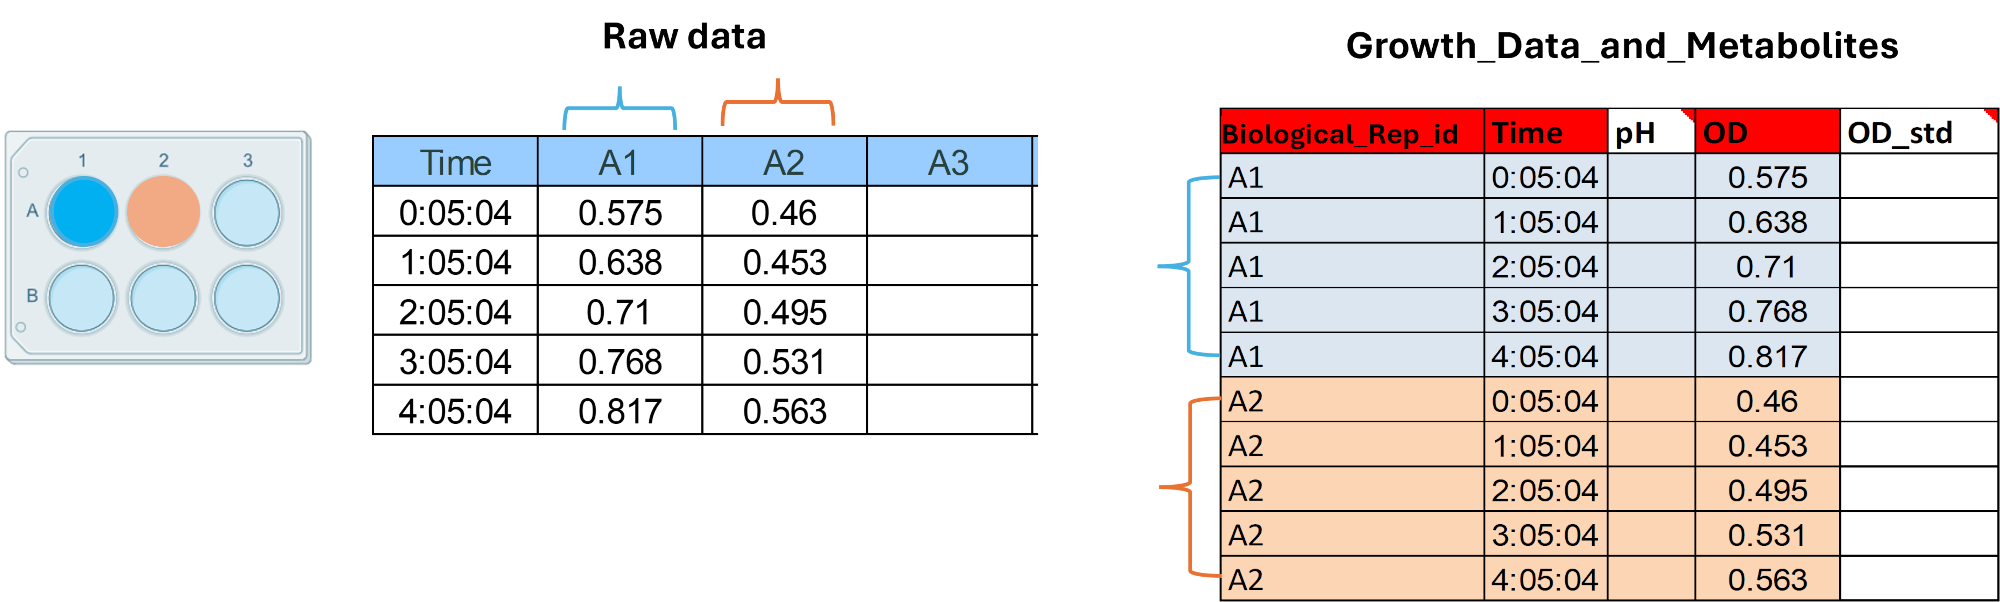 Raw data
Growth_Data_and_Metabolites
1 2 3
A
B
Time A1 A2 A3
0:05:04 0.575 0.46
1:05:04 0.638 0.453
2:05:04 0.71 0.495
3:05:04 0.768 0.531
4:05:04 0.817 0.563
Biological_Rep_id Time pH OD OD_std
A1 0:05:04 0.575
A1 1:05:04 0.638
A1 2:05:04 0.71
A1 3:05:04 0.768
A1 4:05:04 0.817
A2 0:05:04 0.46
A2 1:05:04 0.453
A2 2:05:04 0.495
A2 3:05:04 0.531
A2 4:05:04 0.563